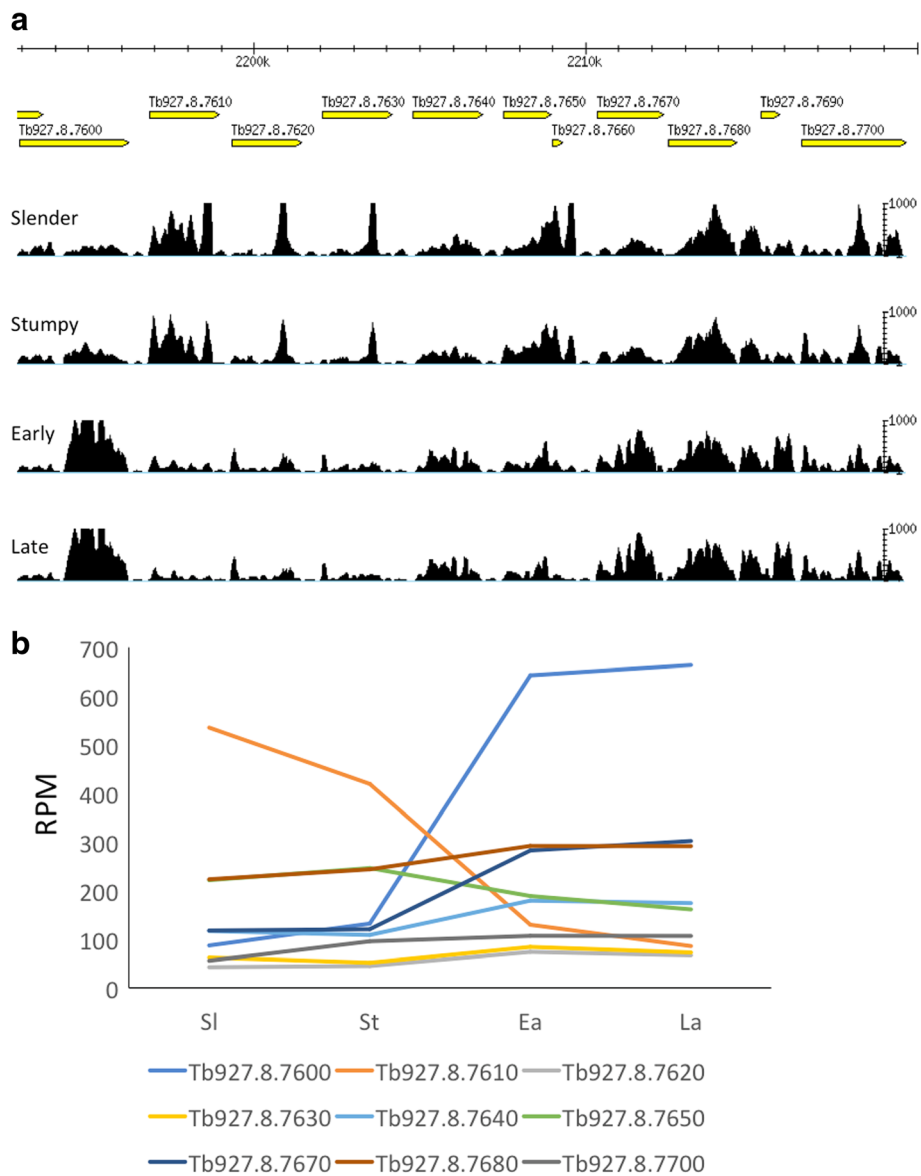 a
2200k 2210k
Tb927.8.7610 Tb927.8.7630 Tb927.8.7640 Tb927.8.7650 Tb927.8.7670 Tb927.8.7690
Tb927.8.7600 Tb927.8.7620 Tb927.8.7660 Tb927.8.7680 Tb927.8.7700
Slender 1000
Stumpy 1000
Early 1000
Late 1000
b
700
600
500
400
300
200
100
0
RPM
Sl St Ea La
Tb927.8.7600 Tb927.8.7610 Tb927.8.7620
Tb927.8.7630 Tb927.8.7640 Tb927.8.7650
Tb927.8.7670 Tb927.8.7680 Tb927.8.7700